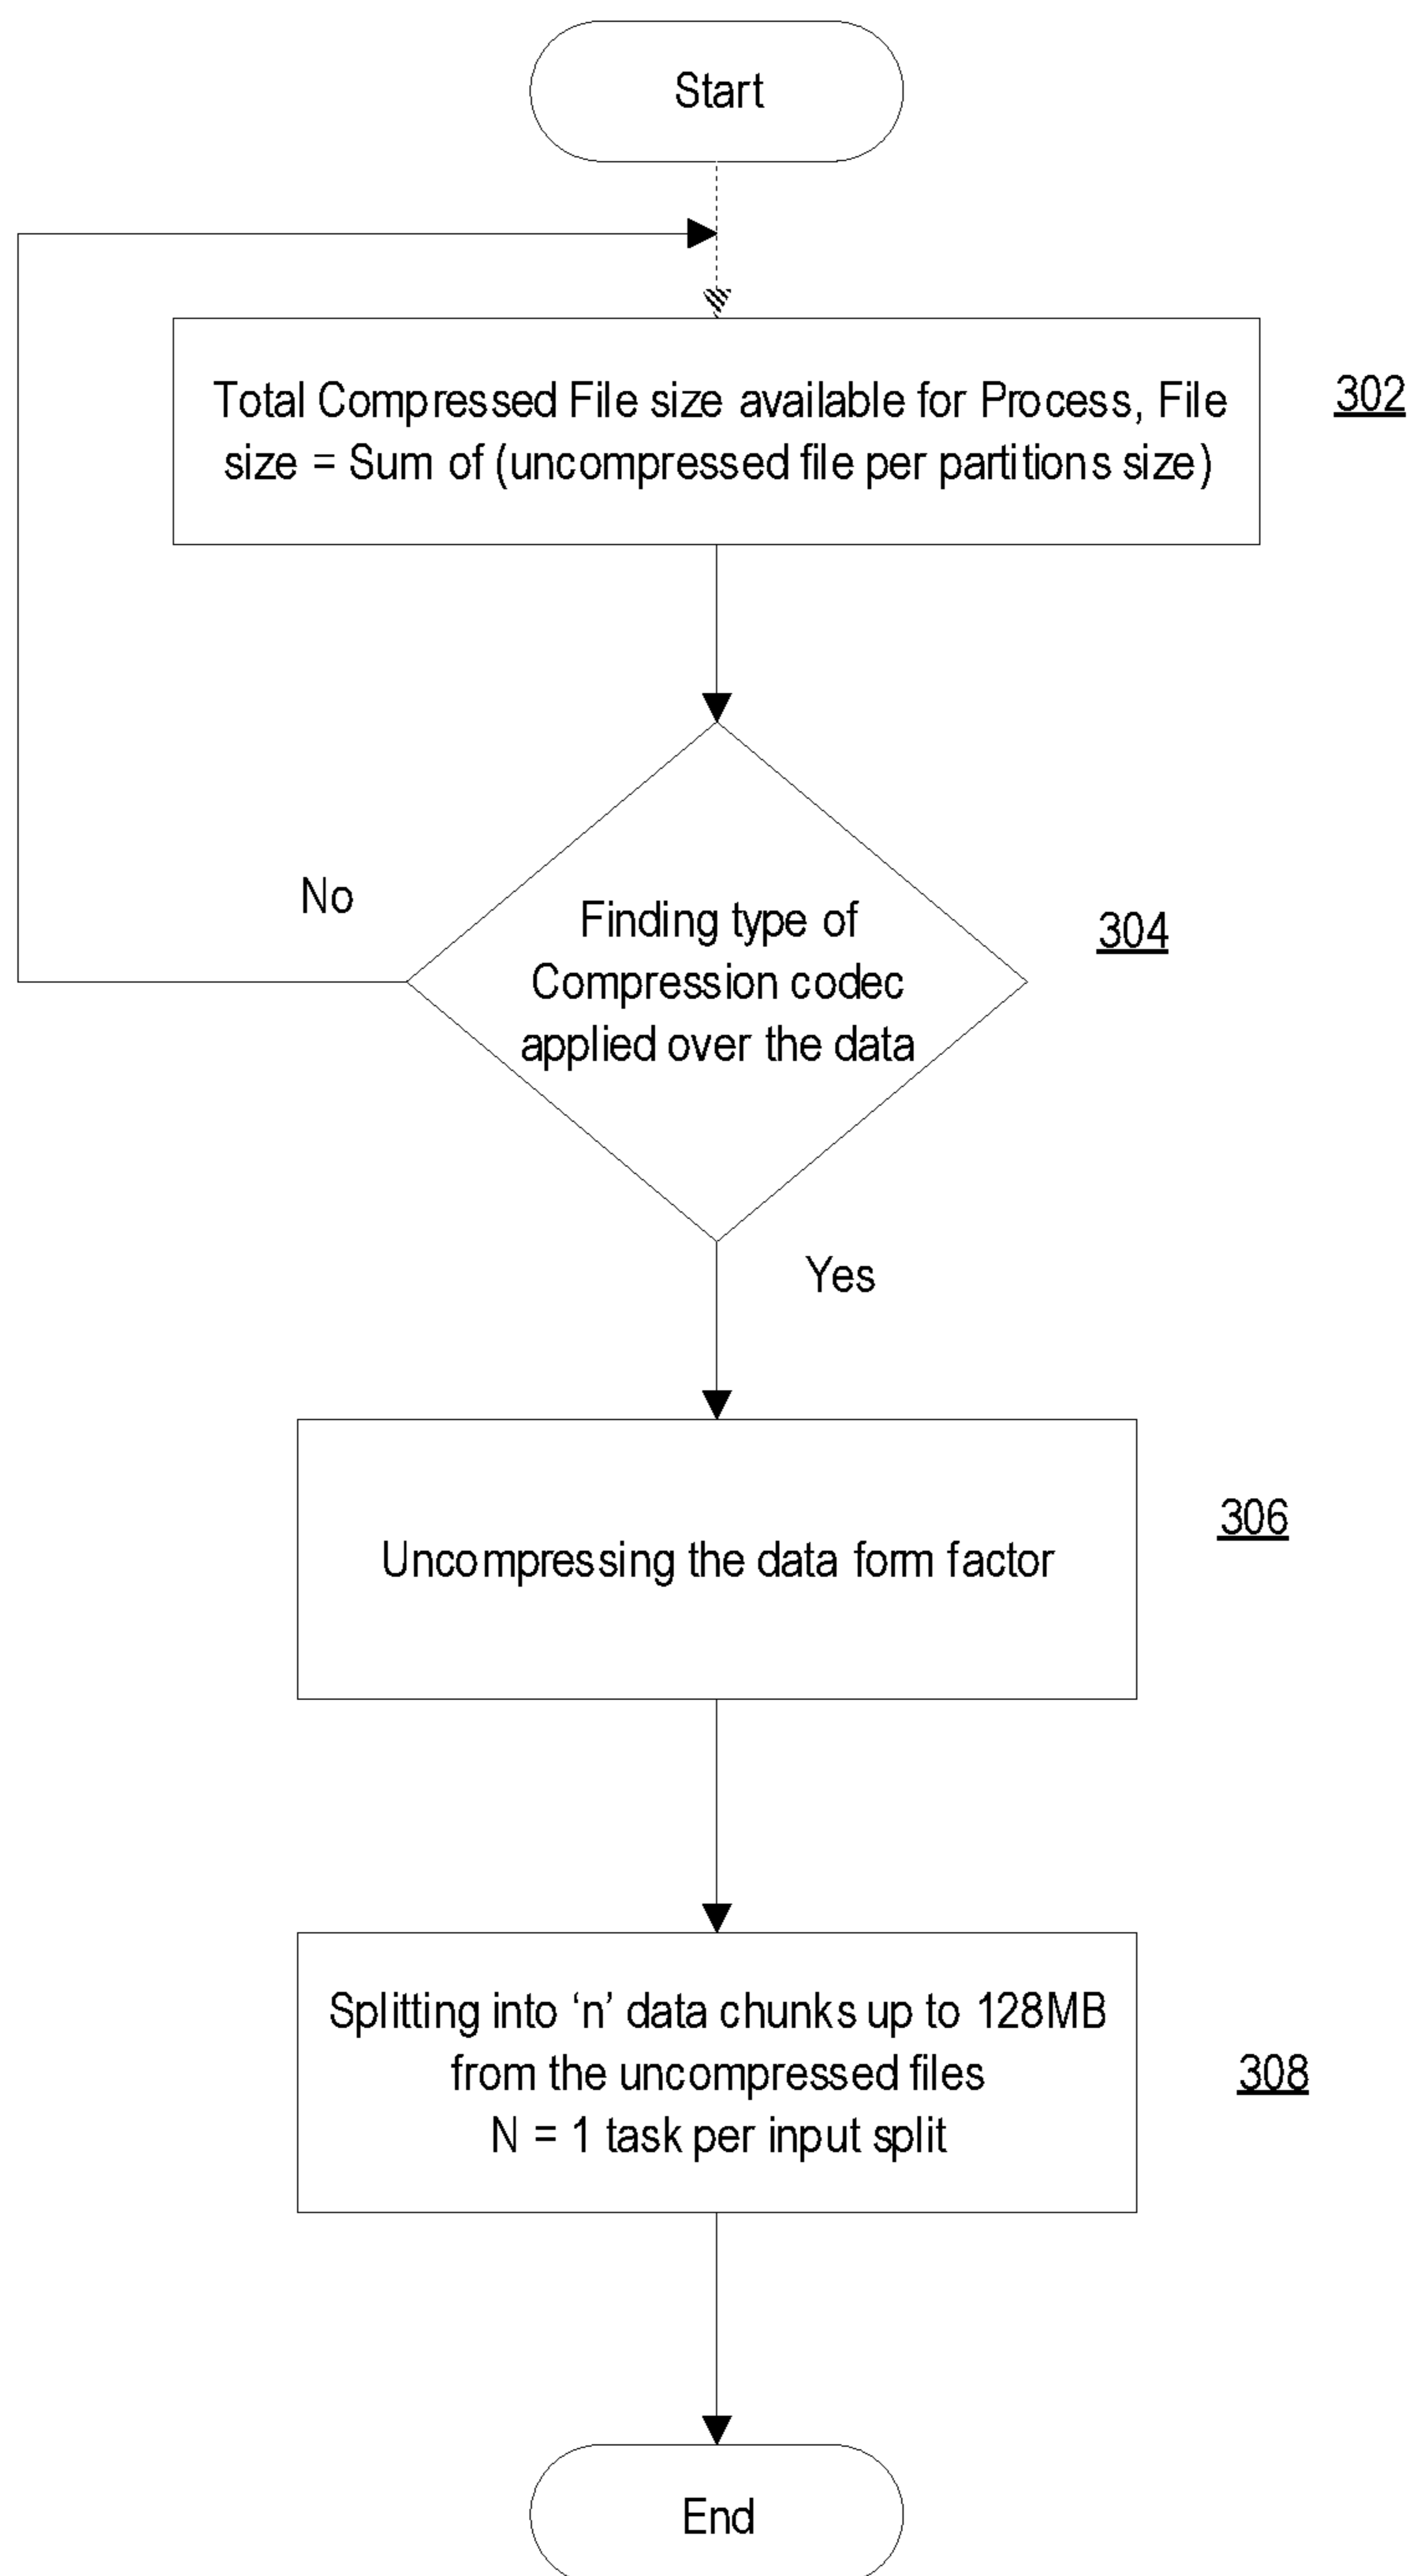 Start
Total Compressed File size available for Process, File
size = Sum of (uncompressed file per partitions size)
302
No
Finding type of
Compression codec
applied over the data
304
Yes
Uncompressing the data form factor
306
Splitting into ‘n’ data chunks up to 128MB
from the uncompressed files
N = 1 task per input split
308
End